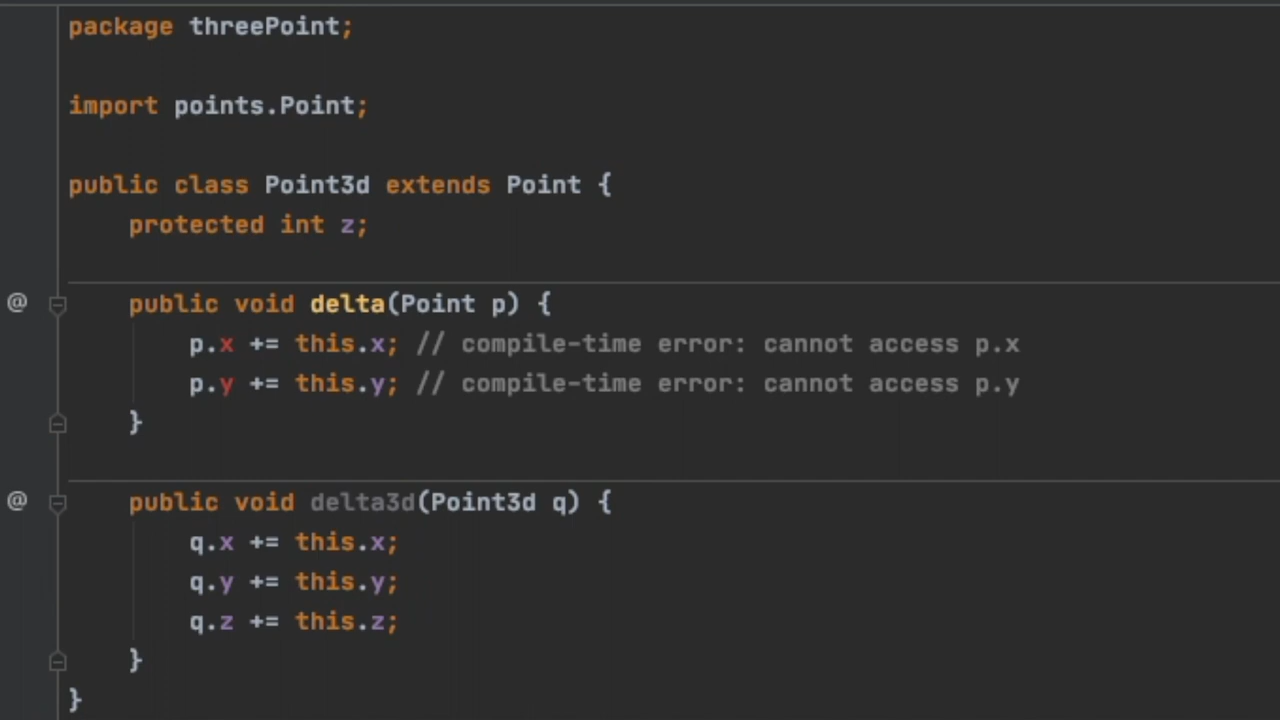 package threePoint;
import points.Point;
public class Point3d extends Point {
protected int z;
@ public void delta(Point p) {
p.x += this.x; // compile-time error: cannot access p.x
p.y += this.y; // compile-time error: cannot access p.y
}
@ public void delta3d(Point3d q) {
q.x += this.x;
q.y += this.y;
q.z += this.z;
}
}